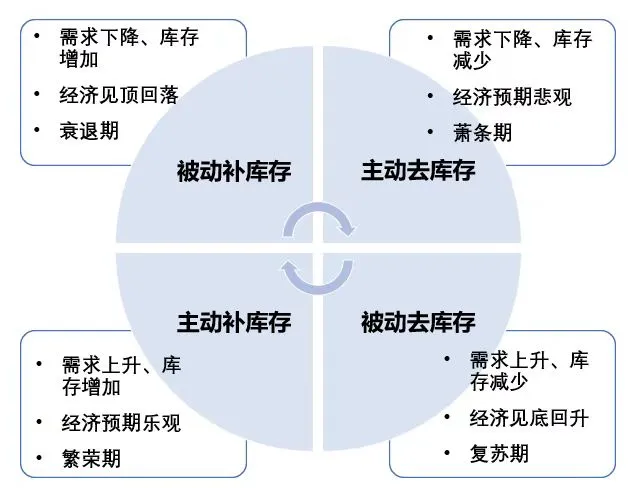 • 需求下降、库存
增加
• 经济见顶回落
• 衰退期
• 需求下降、库存
减少
• 经济预期悲观
• 萧条期
被动补库存
主动去库存
主动补库存
被动去库存
• 需求上升、库
存增加
• 经济预期乐观
• 繁荣期
• 需求上升、库
存减少
• 经济见底回升
• 复苏期